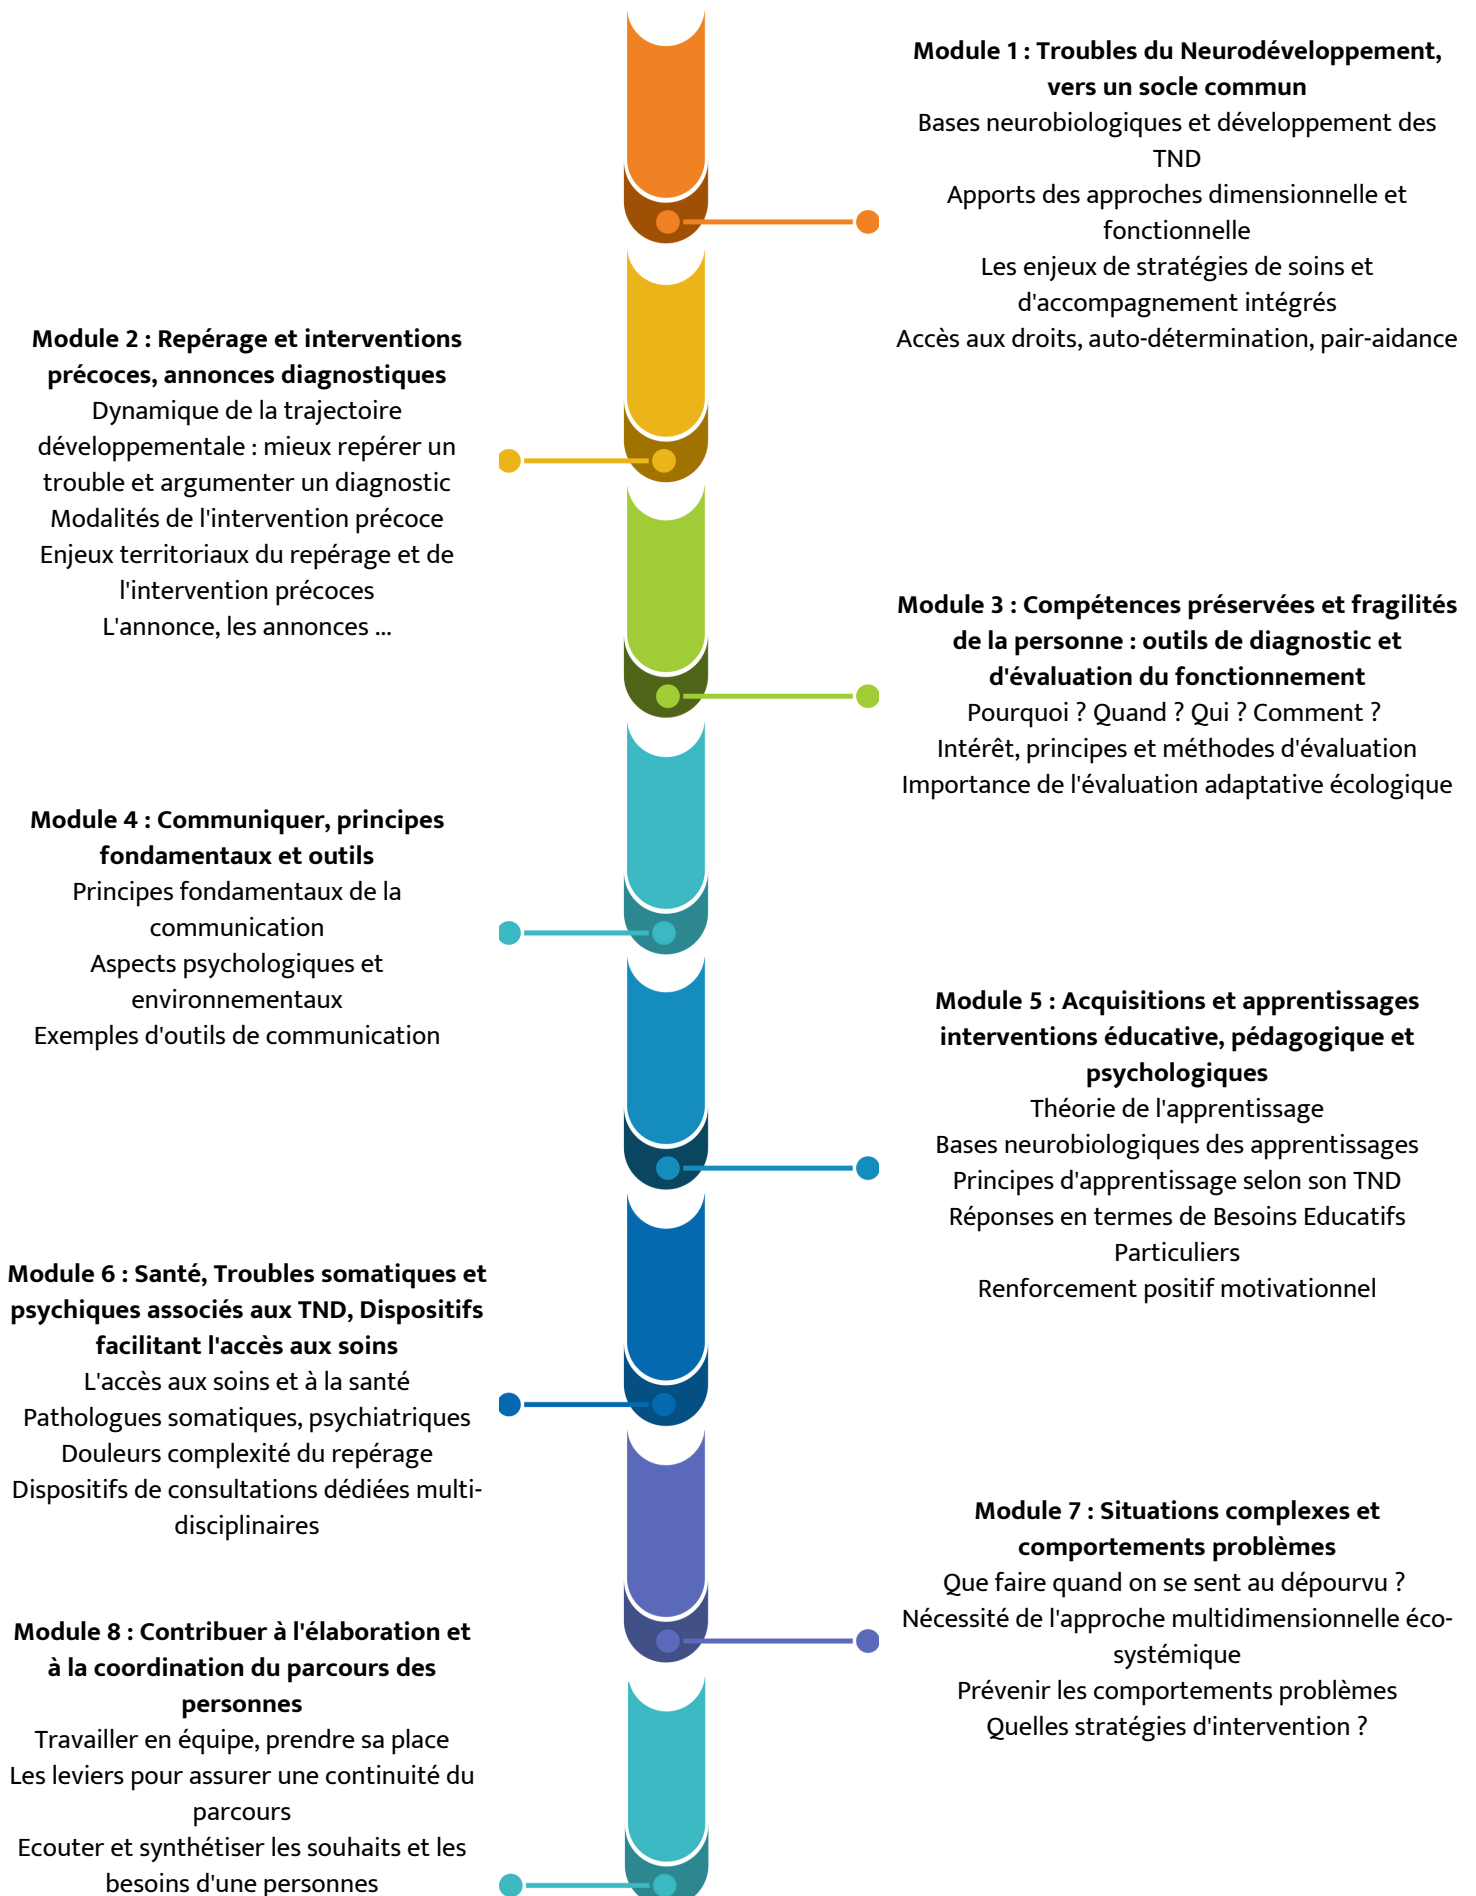 Module 1 : Troubles du Neurodéveloppement,
vers un socle commun
Bases neurobiologiques et développement des
TND
Apports des approches dimensionnelle et
fonctionnelle
Les enjeux de stratégies de soins et
d'accompagnement intégrés
Accès aux droits, auto-détermination, pair-aidance
Module 2 : Repérage et interventions
précoces, annonces diagnostiques
Dynamique de la trajectoire
développementale : mieux repérer un
trouble et argumenter un diagnostic
Modalités de l'intervention précoce
Enjeux territoriaux du repérage et de
l'intervention précoces
L'annonce, les annonces ...
Module 3 : Compétences préservées et fragilités
de la personne : outils de diagnostic et
d'évaluation du fonctionnement
Pourquoi ? Quand ? Qui ? Comment ?
Intérêt, principes et méthodes d'évaluation
Importance de l'évaluation adaptative écologique
Module 4 : Communiquer, principes
fondamentaux et outils
Principes fondamentaux de la
communication
Aspects psychologiques et
environnementaux
Exemples d'outils de communication
Module 5 : Acquisitions et apprentissages
interventions éducative, pédagogique et
psychologiques
Théorie de l'apprentissage
Bases neurobiologiques des apprentissages
Principes d'apprentissage selon son TND
Réponses en termes de Besoins Educatifs
Particuliers
Renforcement positif motivationnel
Module 6 : Santé, Troubles somatiques et
psychiques associés aux TND, Dispositifs
facilitant l'accès aux soins
L'accès aux soins et à la santé
Pathologues somatiques, psychiatriques
Douleurs complexité du repérage
Dispositifs de consultations dédiées multi-
disciplinaires
Module 7 : Situations complexes et
comportements problèmes
Que faire quand on se sent au dépourvu ?
Nécessité de l'approche multidimensionnelle éco-
systémique
Prévenir les comportements problèmes
Quelles stratégies d'intervention ?
Module 8 : Contribuer à l'élaboration et
à la coordination du parcours des
personnes
Travailler en équipe, prendre sa place
Les leviers pour assurer une continuité du
parcours
Ecouter et synthétiser les souhaits et les
besoins d'une personnes